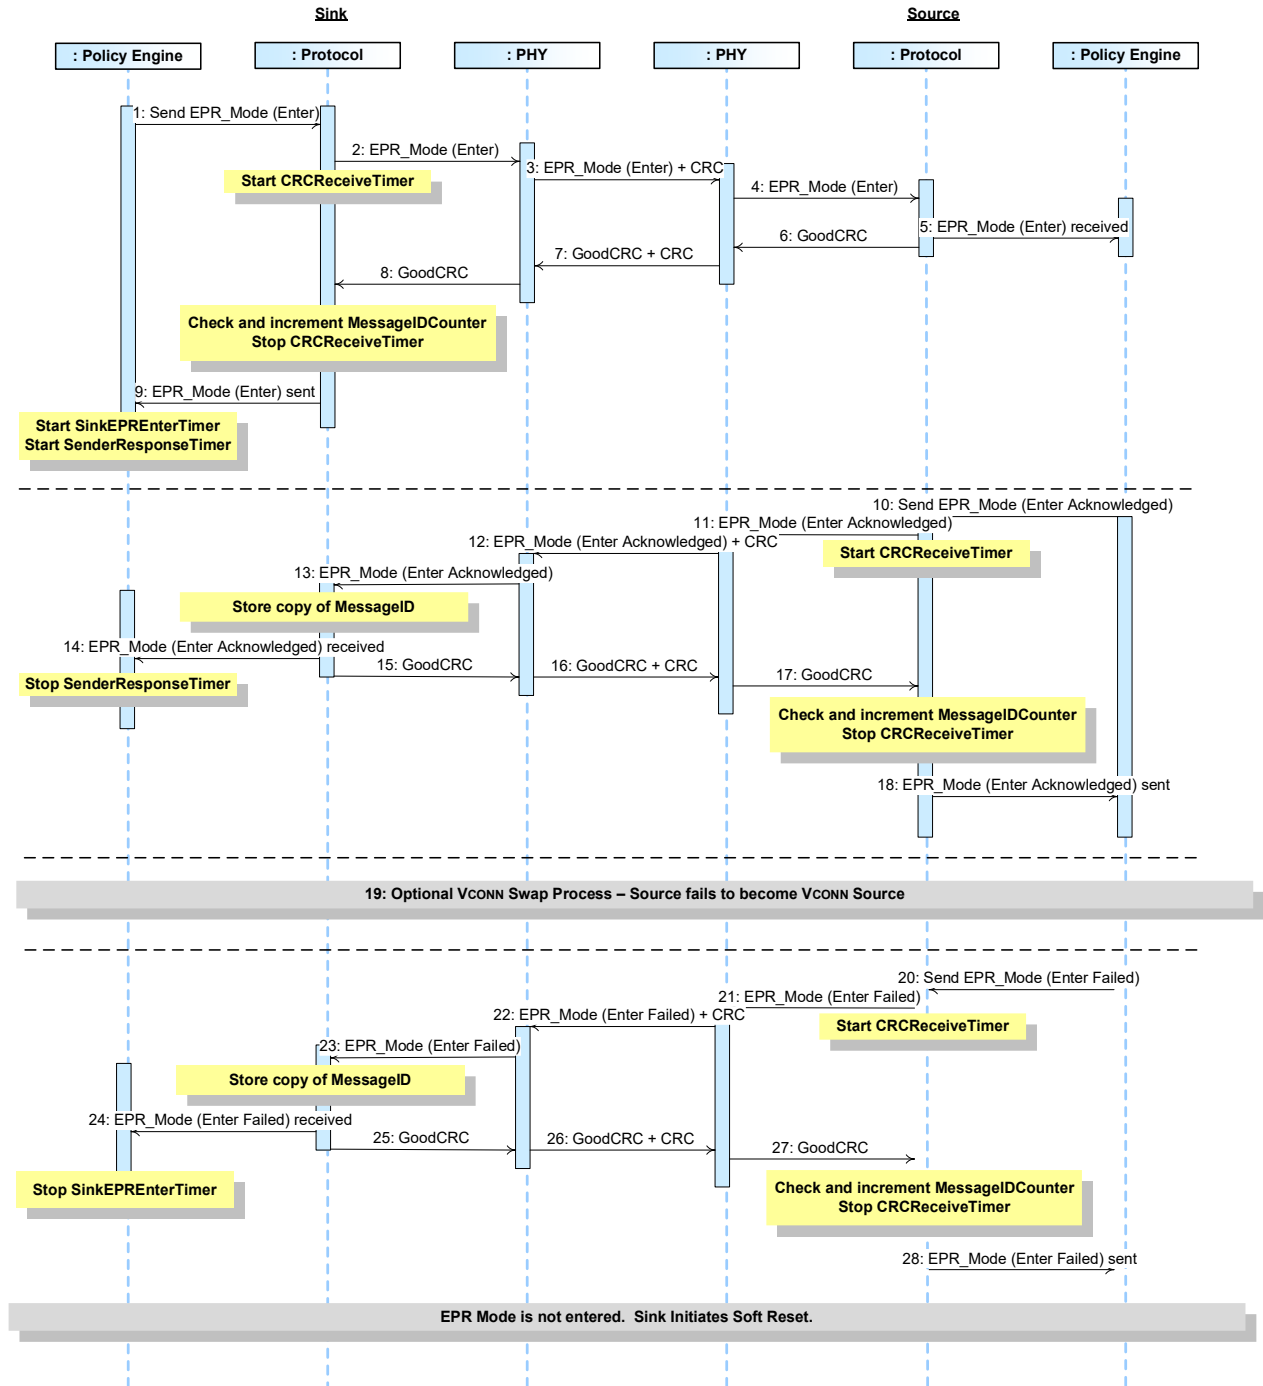 Sink
Source
: Policy Engine
: Protocol
: PHY
: PHY
: Protocol
: Policy Engine
1: Send EPR_Mode (Enter)
2: EPR_Mode (Enter)
3: EPR_Mode (Enter) + CRC
Start CRCReceiveTimer
4: EPR_Mode (Enter)
5: EPR_Mode (Enter) received
6: GoodCRC
7: GoodCRC + CRC
8: GoodCRC
Check and increment MessageIDCounter
Stop CRCReceiveTimer
9: EPR_Mode (Enter) sent
Start SinkEPREnterTimer
Start SenderResponseTimer
10: Send EPR_Mode (Enter Acknowledged)
11: EPR_Mode (Enter Acknowledged)
12: EPR_Mode (Enter Acknowledged) + CRC
Start CRCReceiveTimer
13: EPR_Mode (Enter Acknowledged)
Store copy of MessageID
14: EPR_Mode (Enter Acknowledged) received
15: GoodCRC
16: GoodCRC + CRC
17: GoodCRC
Stop SenderResponseTimer
Check and increment MessageIDCounter
Stop CRCReceiveTimer
18: EPR_Mode (Enter Acknowledged) sent
19: Optional VCONN Swap Process – Source fails to become VCONN Source
20: Send EPR_Mode (Enter Failed)
21: EPR_Mode (Enter Failed)
22: EPR_Mode (Enter Failed) + CRC
Start CRCReceiveTimer
23: EPR_Mode (Enter Failed)
Store copy of MessageID
24: EPR_Mode (Enter Failed) received
25: GoodCRC
26: GoodCRC + CRC
27: GoodCRC
Stop SinkEPREnterTimer
Check and increment MessageIDCounter
Stop CRCReceiveTimer
28: EPR_Mode (Enter Failed) sent
EPR Mode is not entered. Sink Initiates Soft Reset.